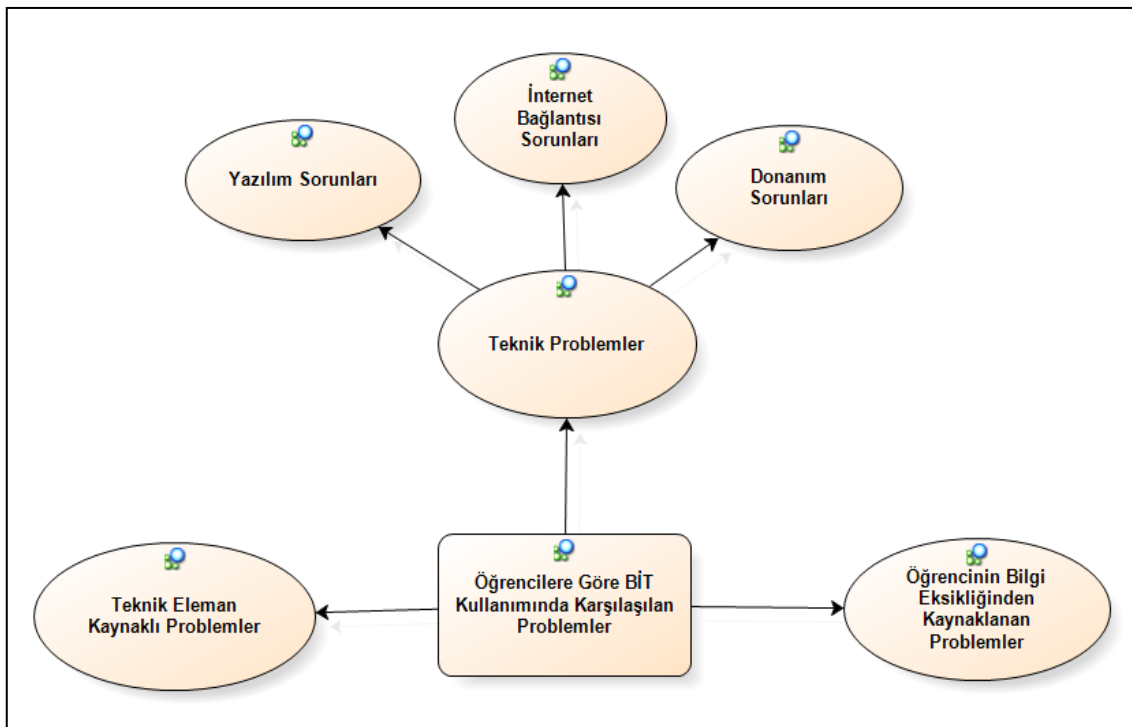 İnternet
Bağlantısı
Sorunları
Yazılım Sorunları
Donanım
Sorunları
Teknik Problemler
Teknik Eleman
Kaynaklı Problemler
Öğrencilere Göre BİT
Kullanımında Karşılaşılan
Problemler
Öğrencinin Bilgi
Eksikliğinden
Kaynaklanan
Problemler